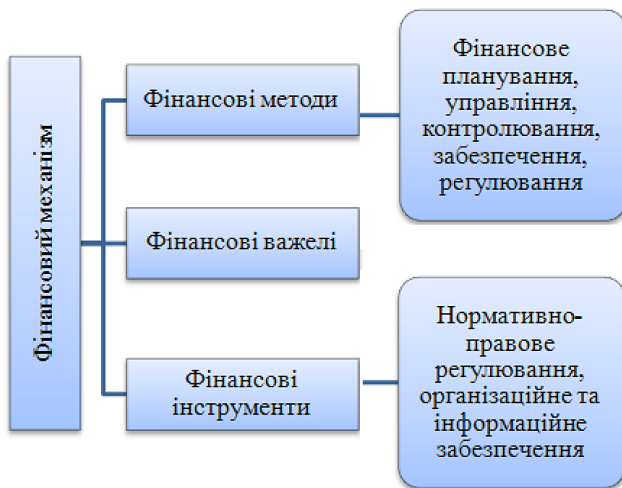 Фінансовий механізм
Фінансові методи
Фінансове
планування,
управління,
контролювання,
забезпечення,
регулювання
Фінансові важелі
Фінансові
інструменти
Нормативно-
правове
регулювання,
організаційне та
інформаційне
забезпечення